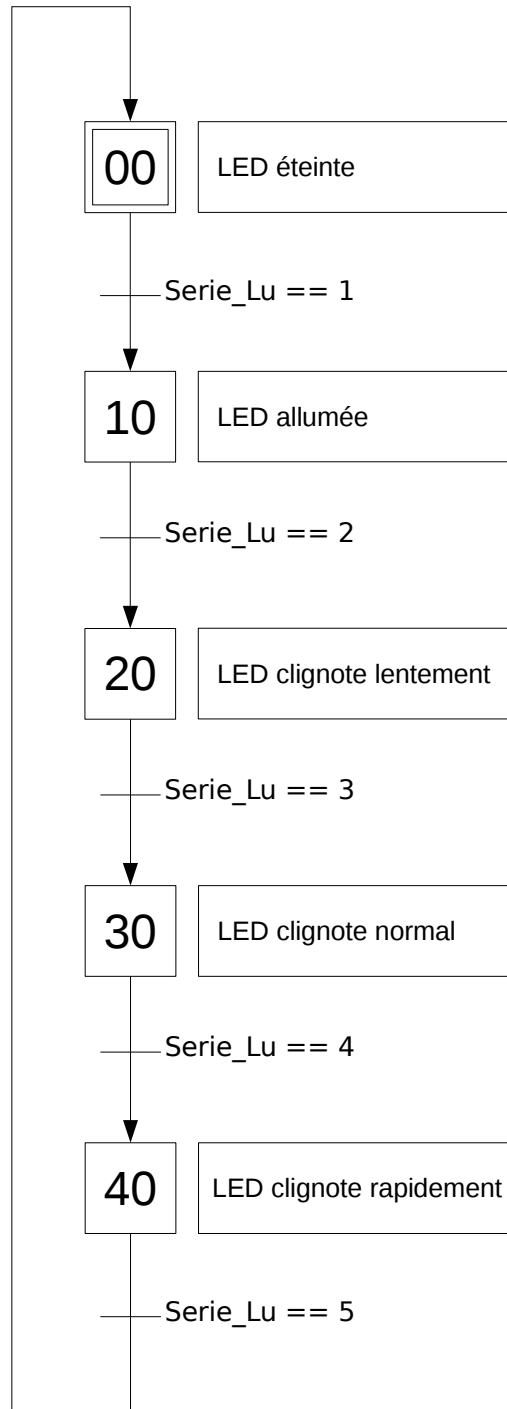 00
LED éteinte
Serie_Lu == 1
10
LED allumée
Serie_Lu == 2
20
LED clignote lentement
Serie_Lu == 3
30
LED clignote normal
Serie_Lu == 4
40
LED clignote rapidement
Serie_Lu == 5